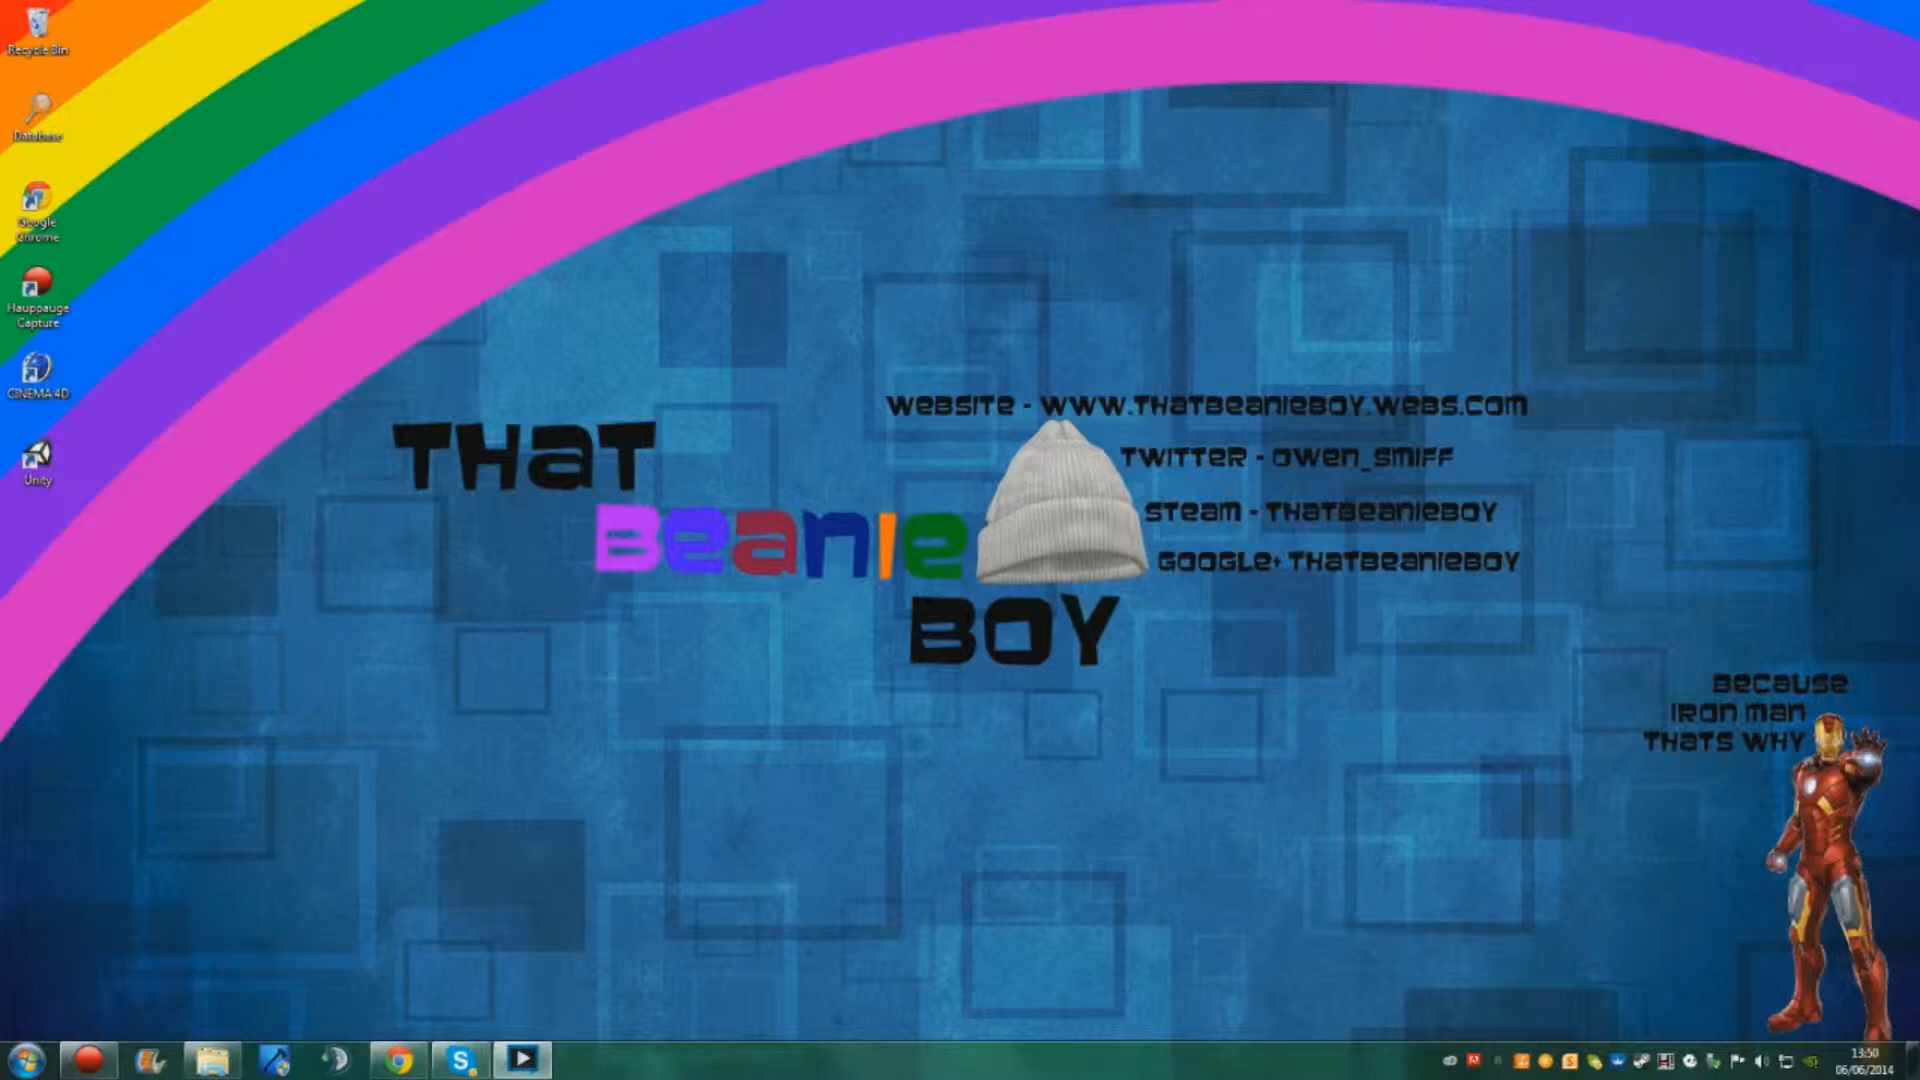 Recycle Bin
Database
Google
Chrome
Hauppauge
Capture
CINEMA 4D
Unity
WEBSITE - WWW.THATBEANIEBOY.WEBS.COM
THAT
TWITTER - OWEN_SMIFF
STEAM - THATBEANIEBOY
BEANIE
GOOGLE+ THATBEANIEBOY
BOY
BECAUSE
IRON MAN
THATS WHY
13:50
06/06/2014